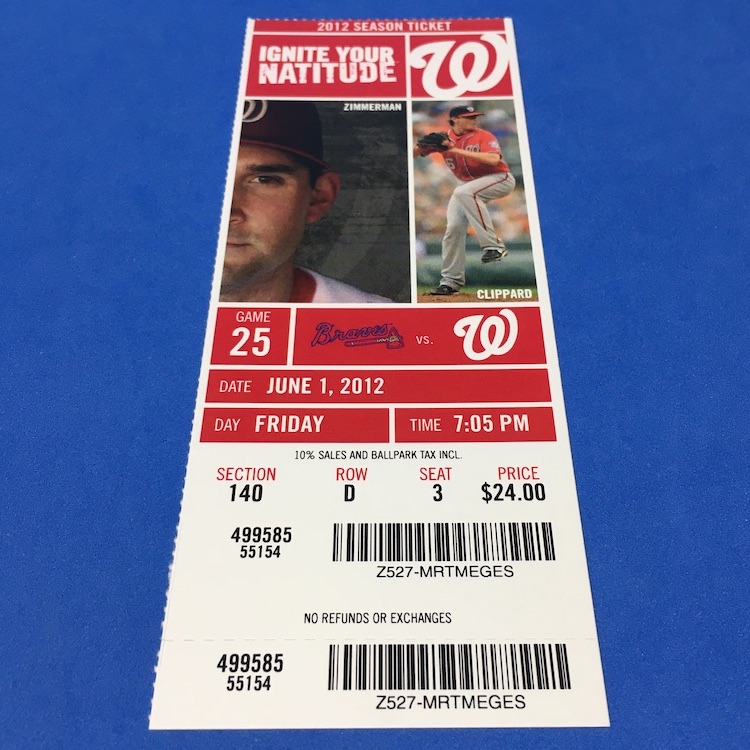 2012 SEASON TICKET
IGNITE YOUR
NATITUDE
W
ZIMMERMAN
CLIPPARD
GAME
25
Braves VS. W
DATE JUNE 1, 2012
DAY FRIDAY TIME 7:05 PM
10% SALES AND BALLPARK TAX INCL.
SECTION ROW SEAT PRICE
140 D 3 $24.00
499585
55154
Z527-MRTMEGES
NO REFUNDS OR EXCHANGES
499585
55154
Z527-MRTMEGES